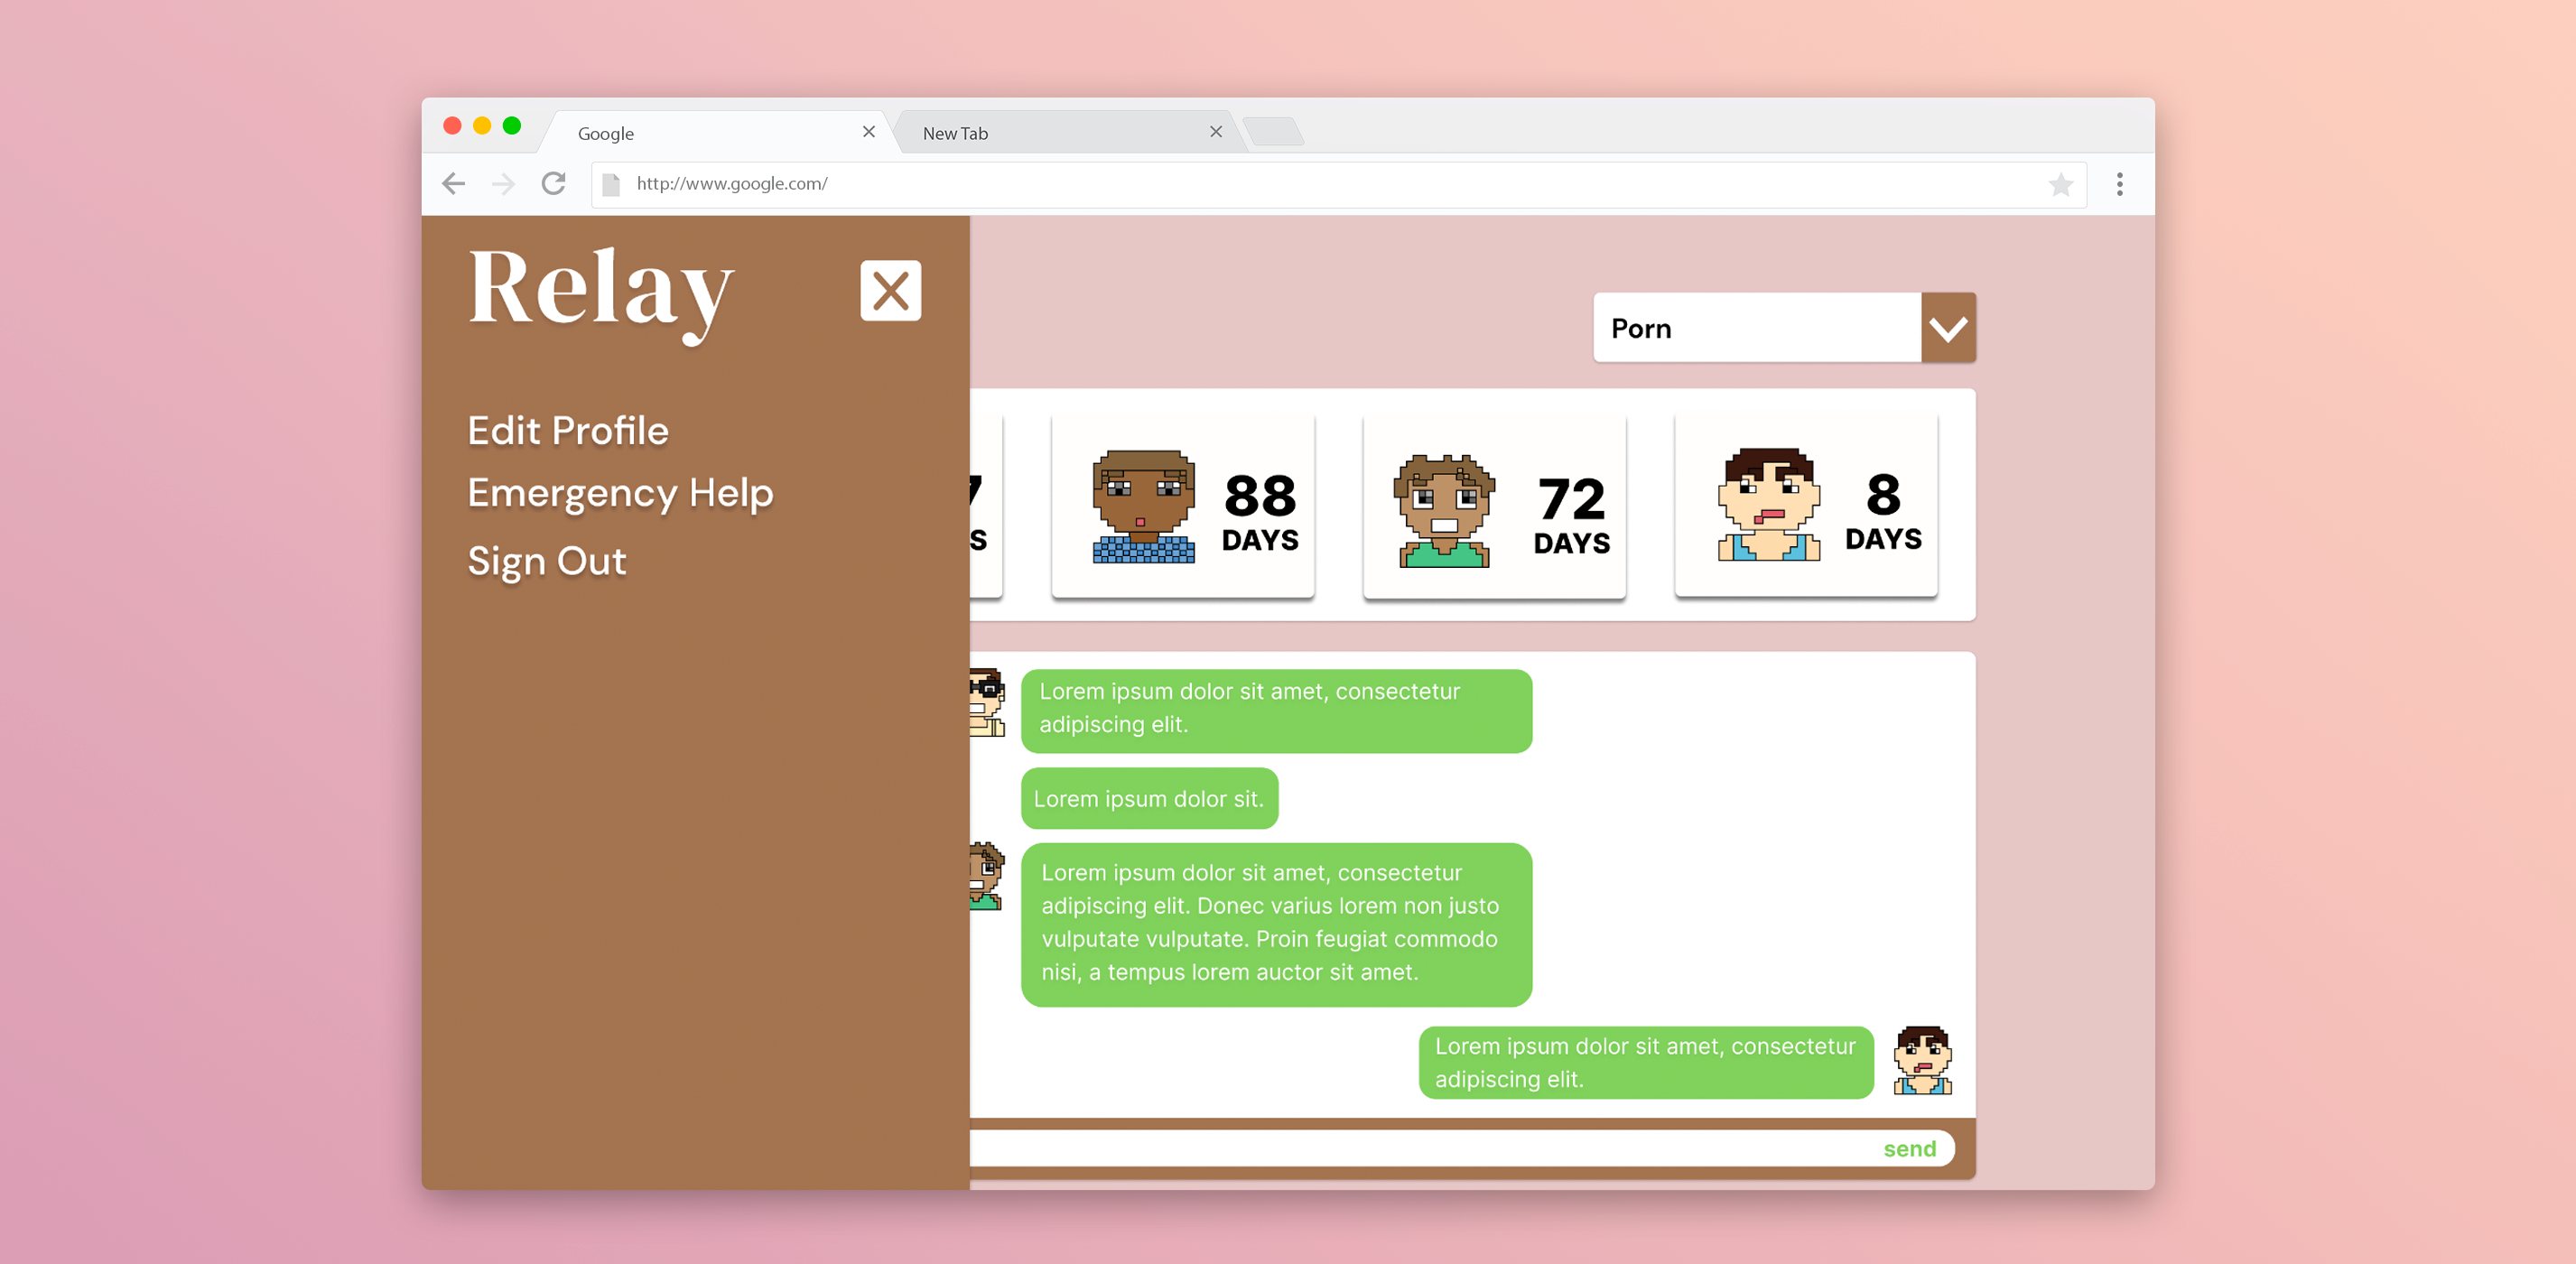 Google
New Tab
http://www.google.com/
Relay
Edit Profile
Emergency Help
Sign Out
Porn
7
S
88
DAYS
72
DAYS
8
DAYS
Lorem ipsum dolor sit amet, consectetur
adipiscing elit.
Lorem ipsum dolor sit.
Lorem ipsum dolor sit amet, consectetur
adipiscing elit. Donec varius lorem non justo
vulputate vulputate. Proin feugiat commodo
nisi, a tempus lorem auctor sit amet.
Lorem ipsum dolor sit amet, consectetur
adipiscing elit.
send